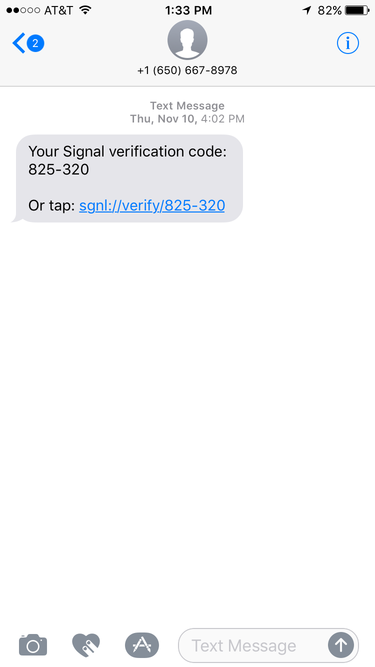 AT&T 1:33 PM 82%
2
+1 (650) 667-8978
Text Message
Thu, Nov 10, 4:02 PM
Your Signal verification code:
825-320
Or tap: sgnl://verify/825-320
Text Message